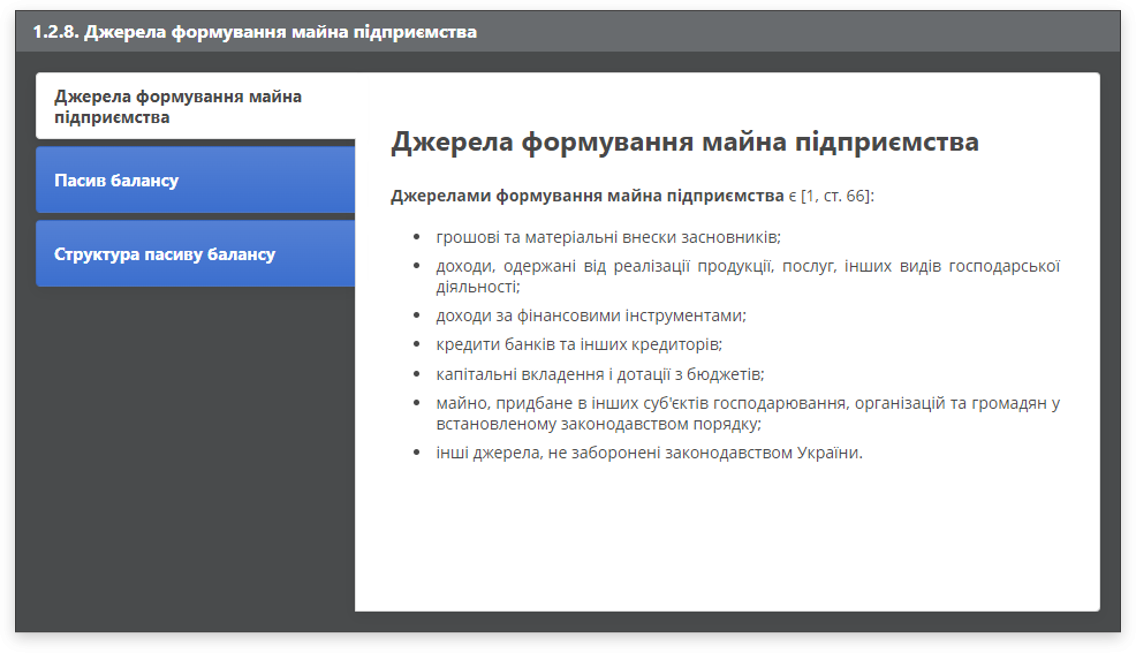 1.2.8. Джерела формування майна підприємства
Джерела формування майна
підприємства
Пасив балансу
Структура пасиву балансу
Джерела формування майна підприємства
Джерелами формування майна підприємства є [1, ст. 66]:
• грошові та матеріальні внески засновників;
• доходи, одержані від реалізації продукції, послуг, інших видів господарської
діяльності;
• доходи за фінансовими інструментами;
• кредити банків та інших кредиторів;
• капітальні вкладення і дотації з бюджетів;
• майно, придбане в інших суб'єктів господарювання, організацій та громадян у
встановленому законодавством порядку;
• інші джерела, не заборонені законодавством України.